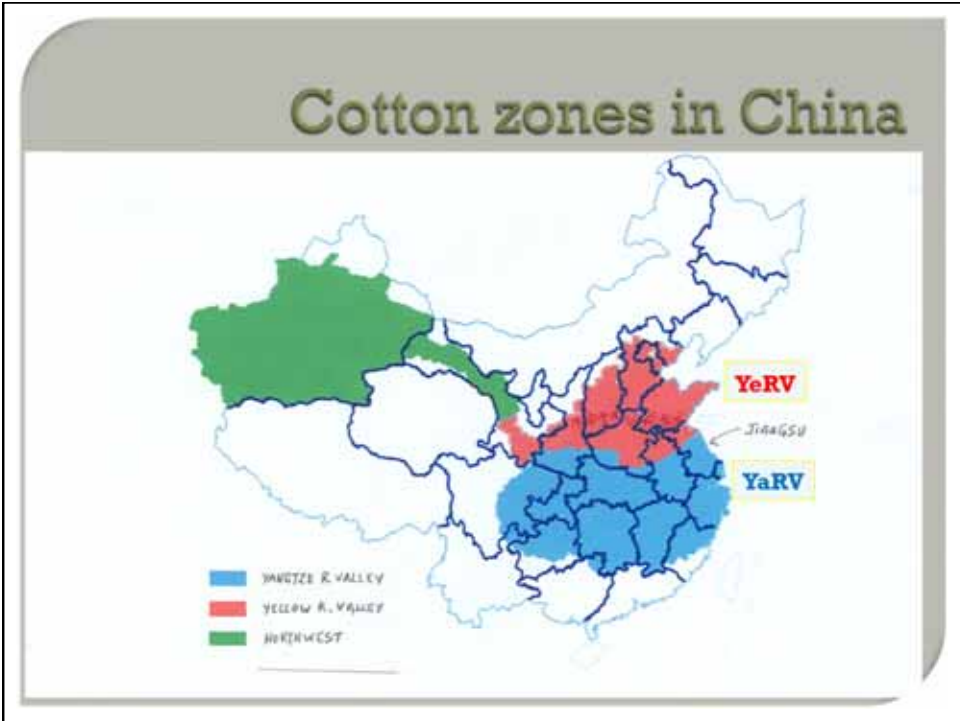 Cotton zones in China
YeRV
JIANGSU
YaRV
YANGTZE R. VALLEY
YELLOW R. VALLEY
NORTHWEST